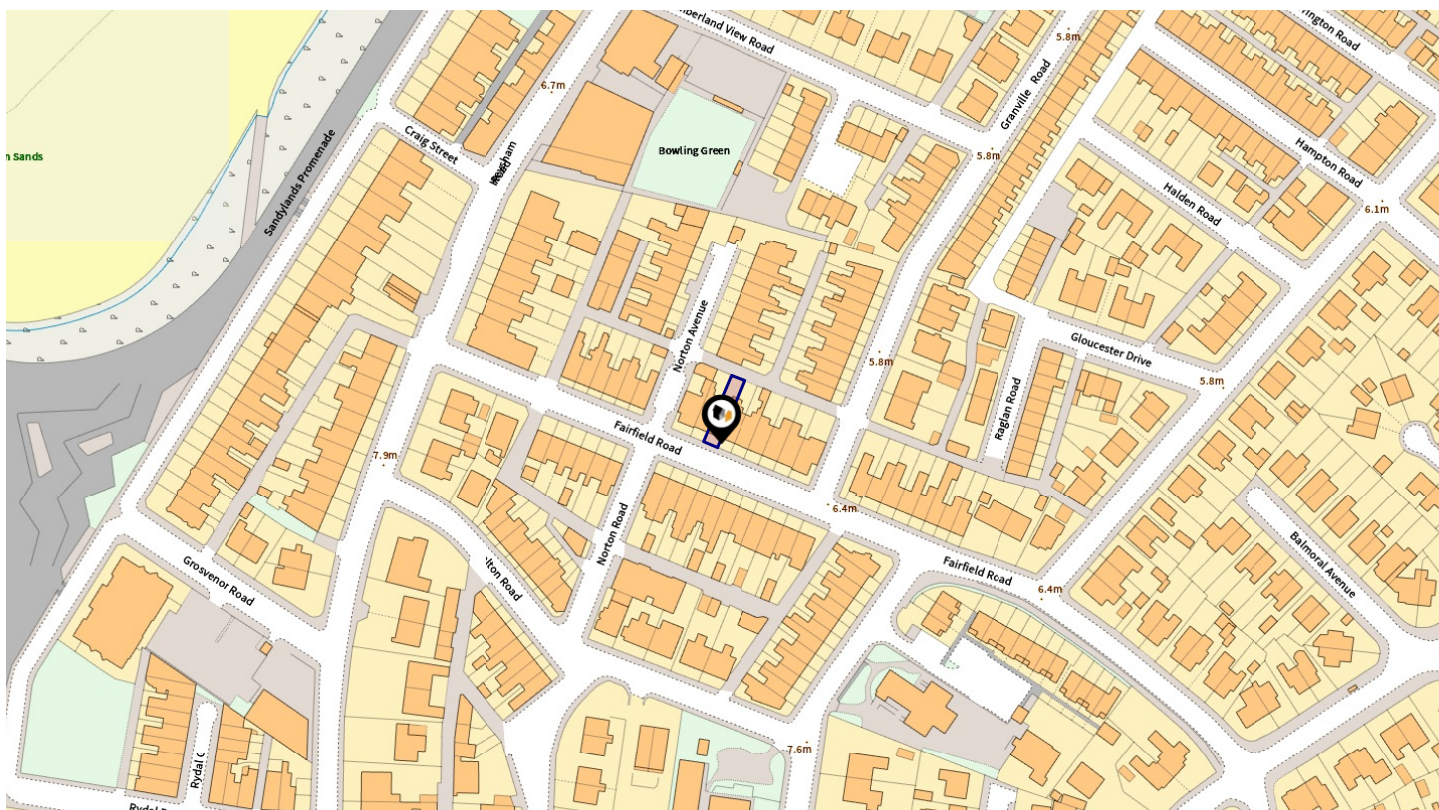 berland View Road
rington Road
5.8m
Granville Road
6.7m
Craig Street
Bowling Green
Hampton Road
n Sands
5.8m
Sandylands Promenade
Road
Halden Road
6.1m
Norton Avenue
Gloucester Drive
5.8m
5.8m
Raglan Road
Fairfield Road
7.9m
6.4m
Norton Road
Balmoral Avenue
Grosvenor Road
lton Road
Fairfield Road
6.4m
7.6m
Rydal C
Rydal